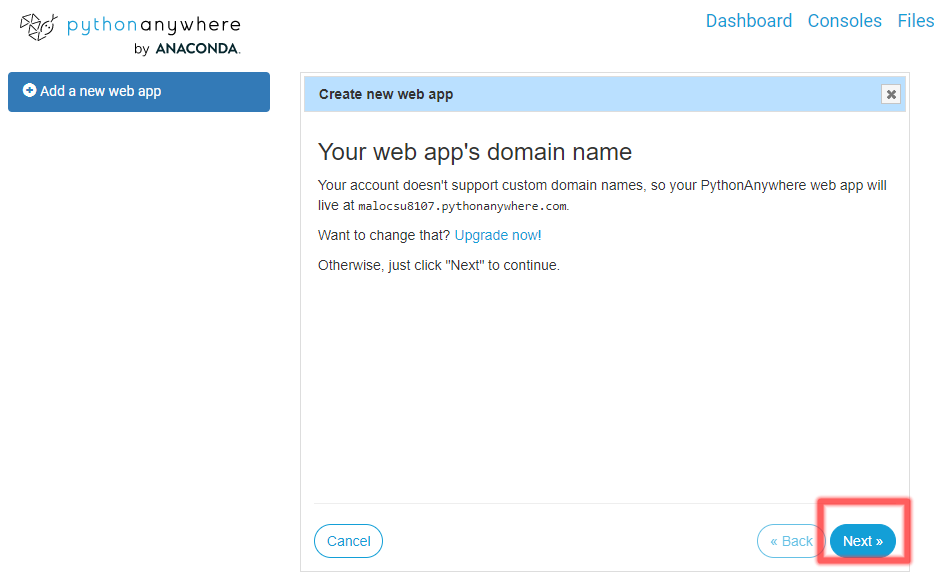 pythonanywhere
by ANACONDA.
Dashboard Consoles Files
Add a new web app
Create new web app
Your web app's domain name
Your account doesn't support custom domain names, so your PythonAnywhere web app will
live at malocsu8107.pythonanywhere.com.
Want to change that? Upgrade now!
Otherwise, just click "Next" to continue.
Cancel
« Back
Next »